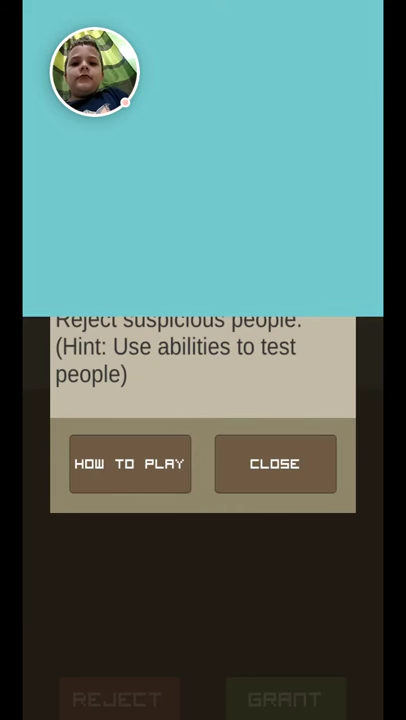 Reject suspicious people.
(Hint: Use abilities to test
people)
HOW TO PLAY
CLOSE
REJECT
GRANT